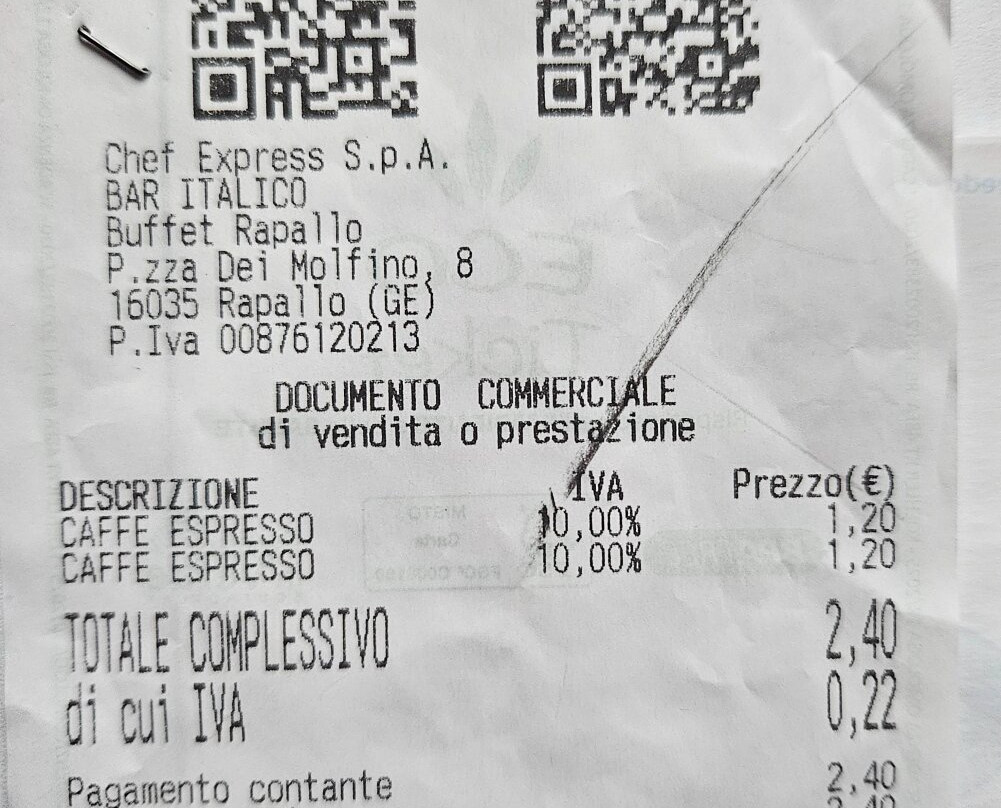 Chef Express S.p.A.
BAR ITALICO
Buffet Rapallo
P.zza Dei Molfino, 8
16035 Rapallo (GE)
P.Iva 00876120213
DOCUMENTO COMMERCIALE
di vendita o prestazione
DESCRIZIONE IVA Prezzo(€)
CAFFE ESPRESSO 10,00% 1,20
CAFFE ESPRESSO 10,00% 1,20
TOTALE COMPLESSIVO 2,40
di cui IVA 0,22
Pagamento contante 2,40